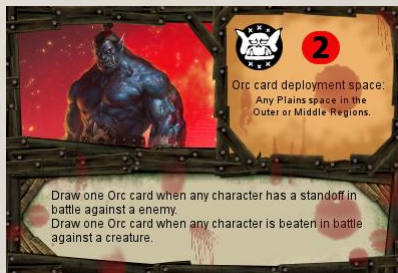 2
Orc card deployment space:
Any Plains space in the
Outer or Middle Regions.
Draw one Orc card when any character has a standoff in
battle against a enemy.
Draw one Orc card when any character is beaten in battle
against a creature.